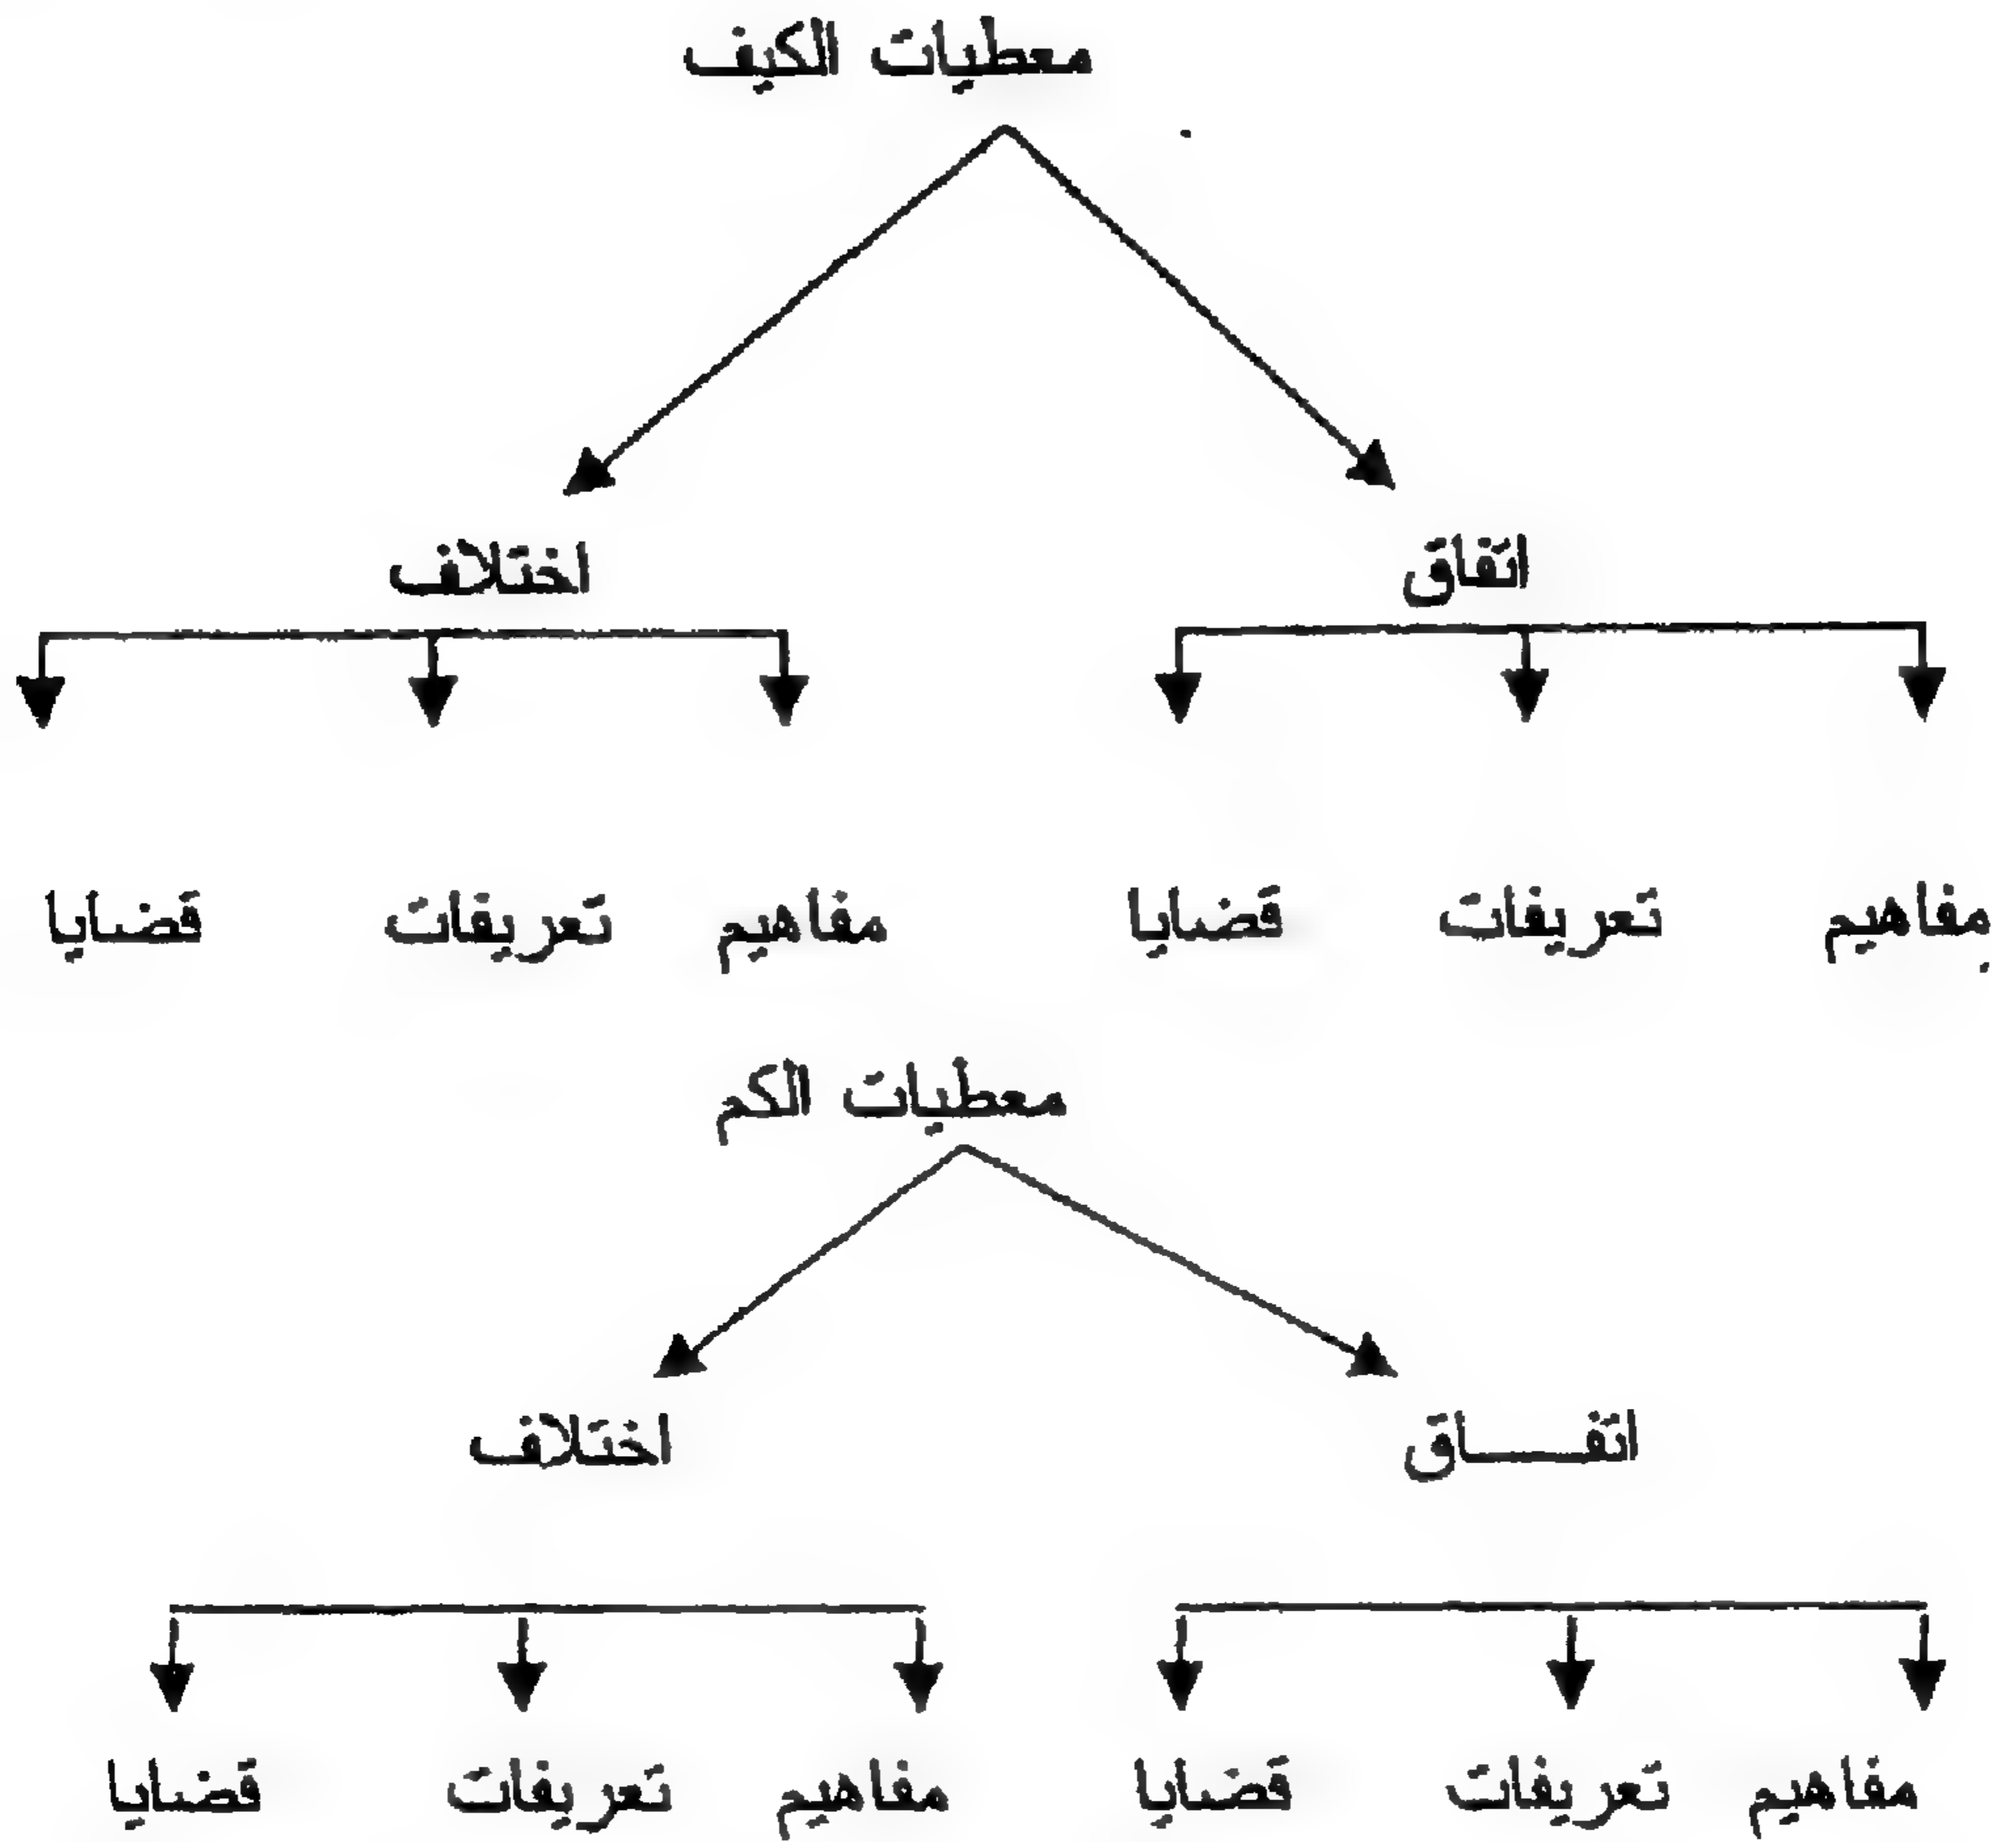 معطيات الكيف
اتفاق اختلاف
مفاهيم تعريفات قضايا مفاهيم تعريفات قضايا
معطيات الكم
اتفـــــاق اختلاف
مفاهيم تعريفات قضايا مفاهيم تعريفات قضايا